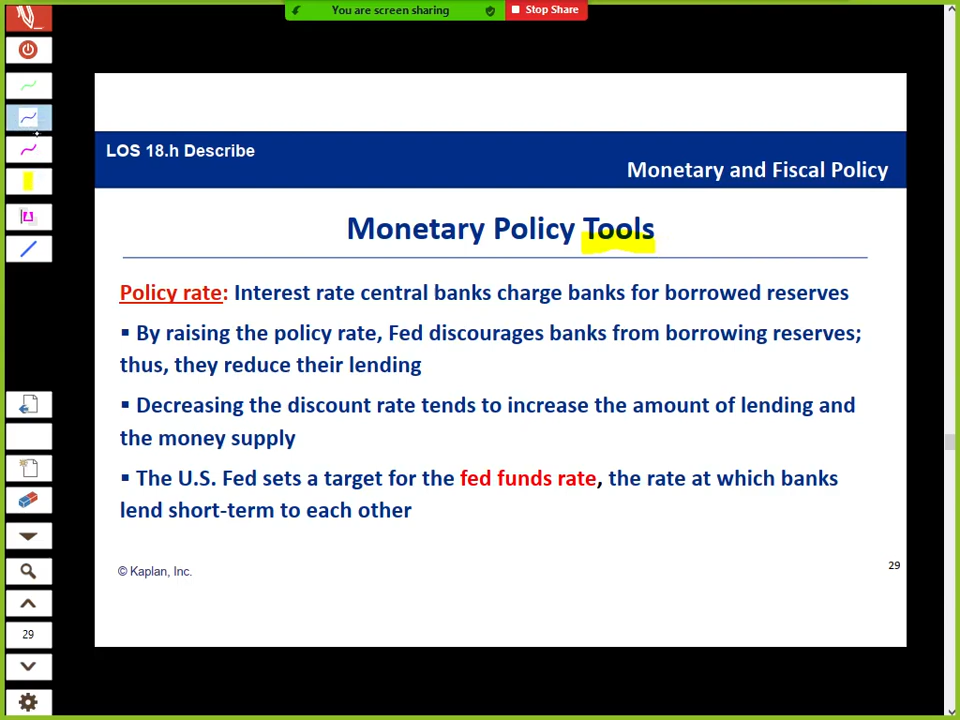 You are screen sharing
Stop Share
LOS 18.h Describe
Monetary and Fiscal Policy
Monetary Policy Tools
Policy rate: Interest rate central banks charge banks for borrowed reserves
▪ By raising the policy rate, Fed discourages banks from borrowing reserves;
thus, they reduce their lending
▪ Decreasing the discount rate tends to increase the amount of lending and
the money supply
▪ The U.S. Fed sets a target for the fed funds rate, the rate at which banks
lend short-term to each other
© Kaplan, Inc.
29
29